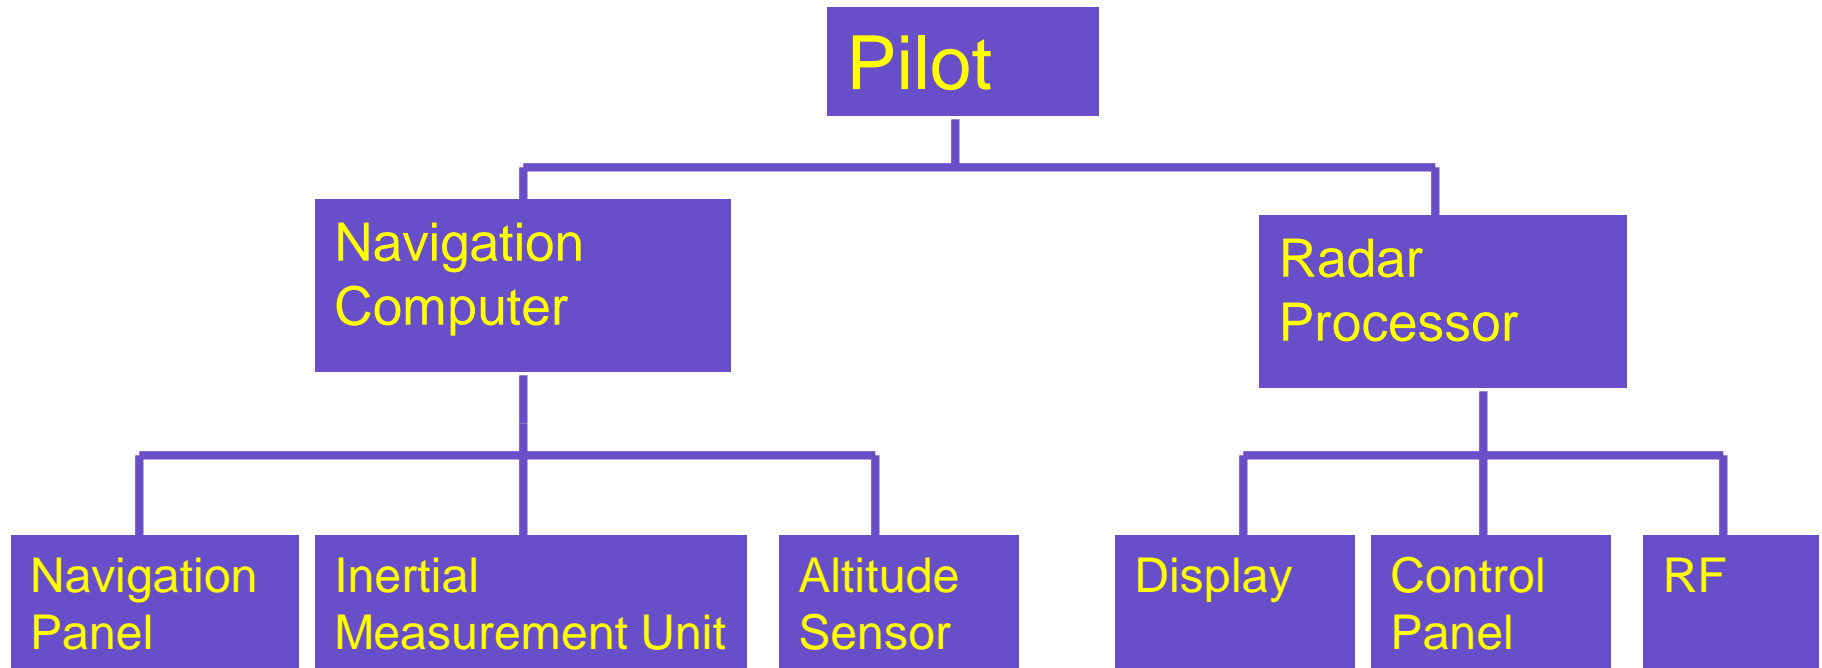 Pilot
Navigation
Computer
Radar
Processor
Navigation
Panel
Inertial
Measurement Unit
Altitude
Sensor
Display
Control
Panel
RF